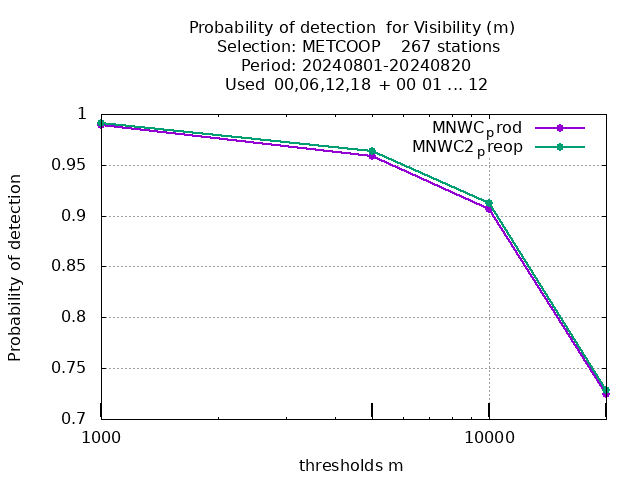 Probability of detection  for Visibility (m)
Selection: METCOOP    267 stations
Period: 20240801-20240820
Used  00,06,12,18 + 00 01 ... 12
MNWCprod
MNWC2preop
1
0.95
0.9
0.85
0.8
0.75
0.7
Probability of detection
1000
10000
thresholds m